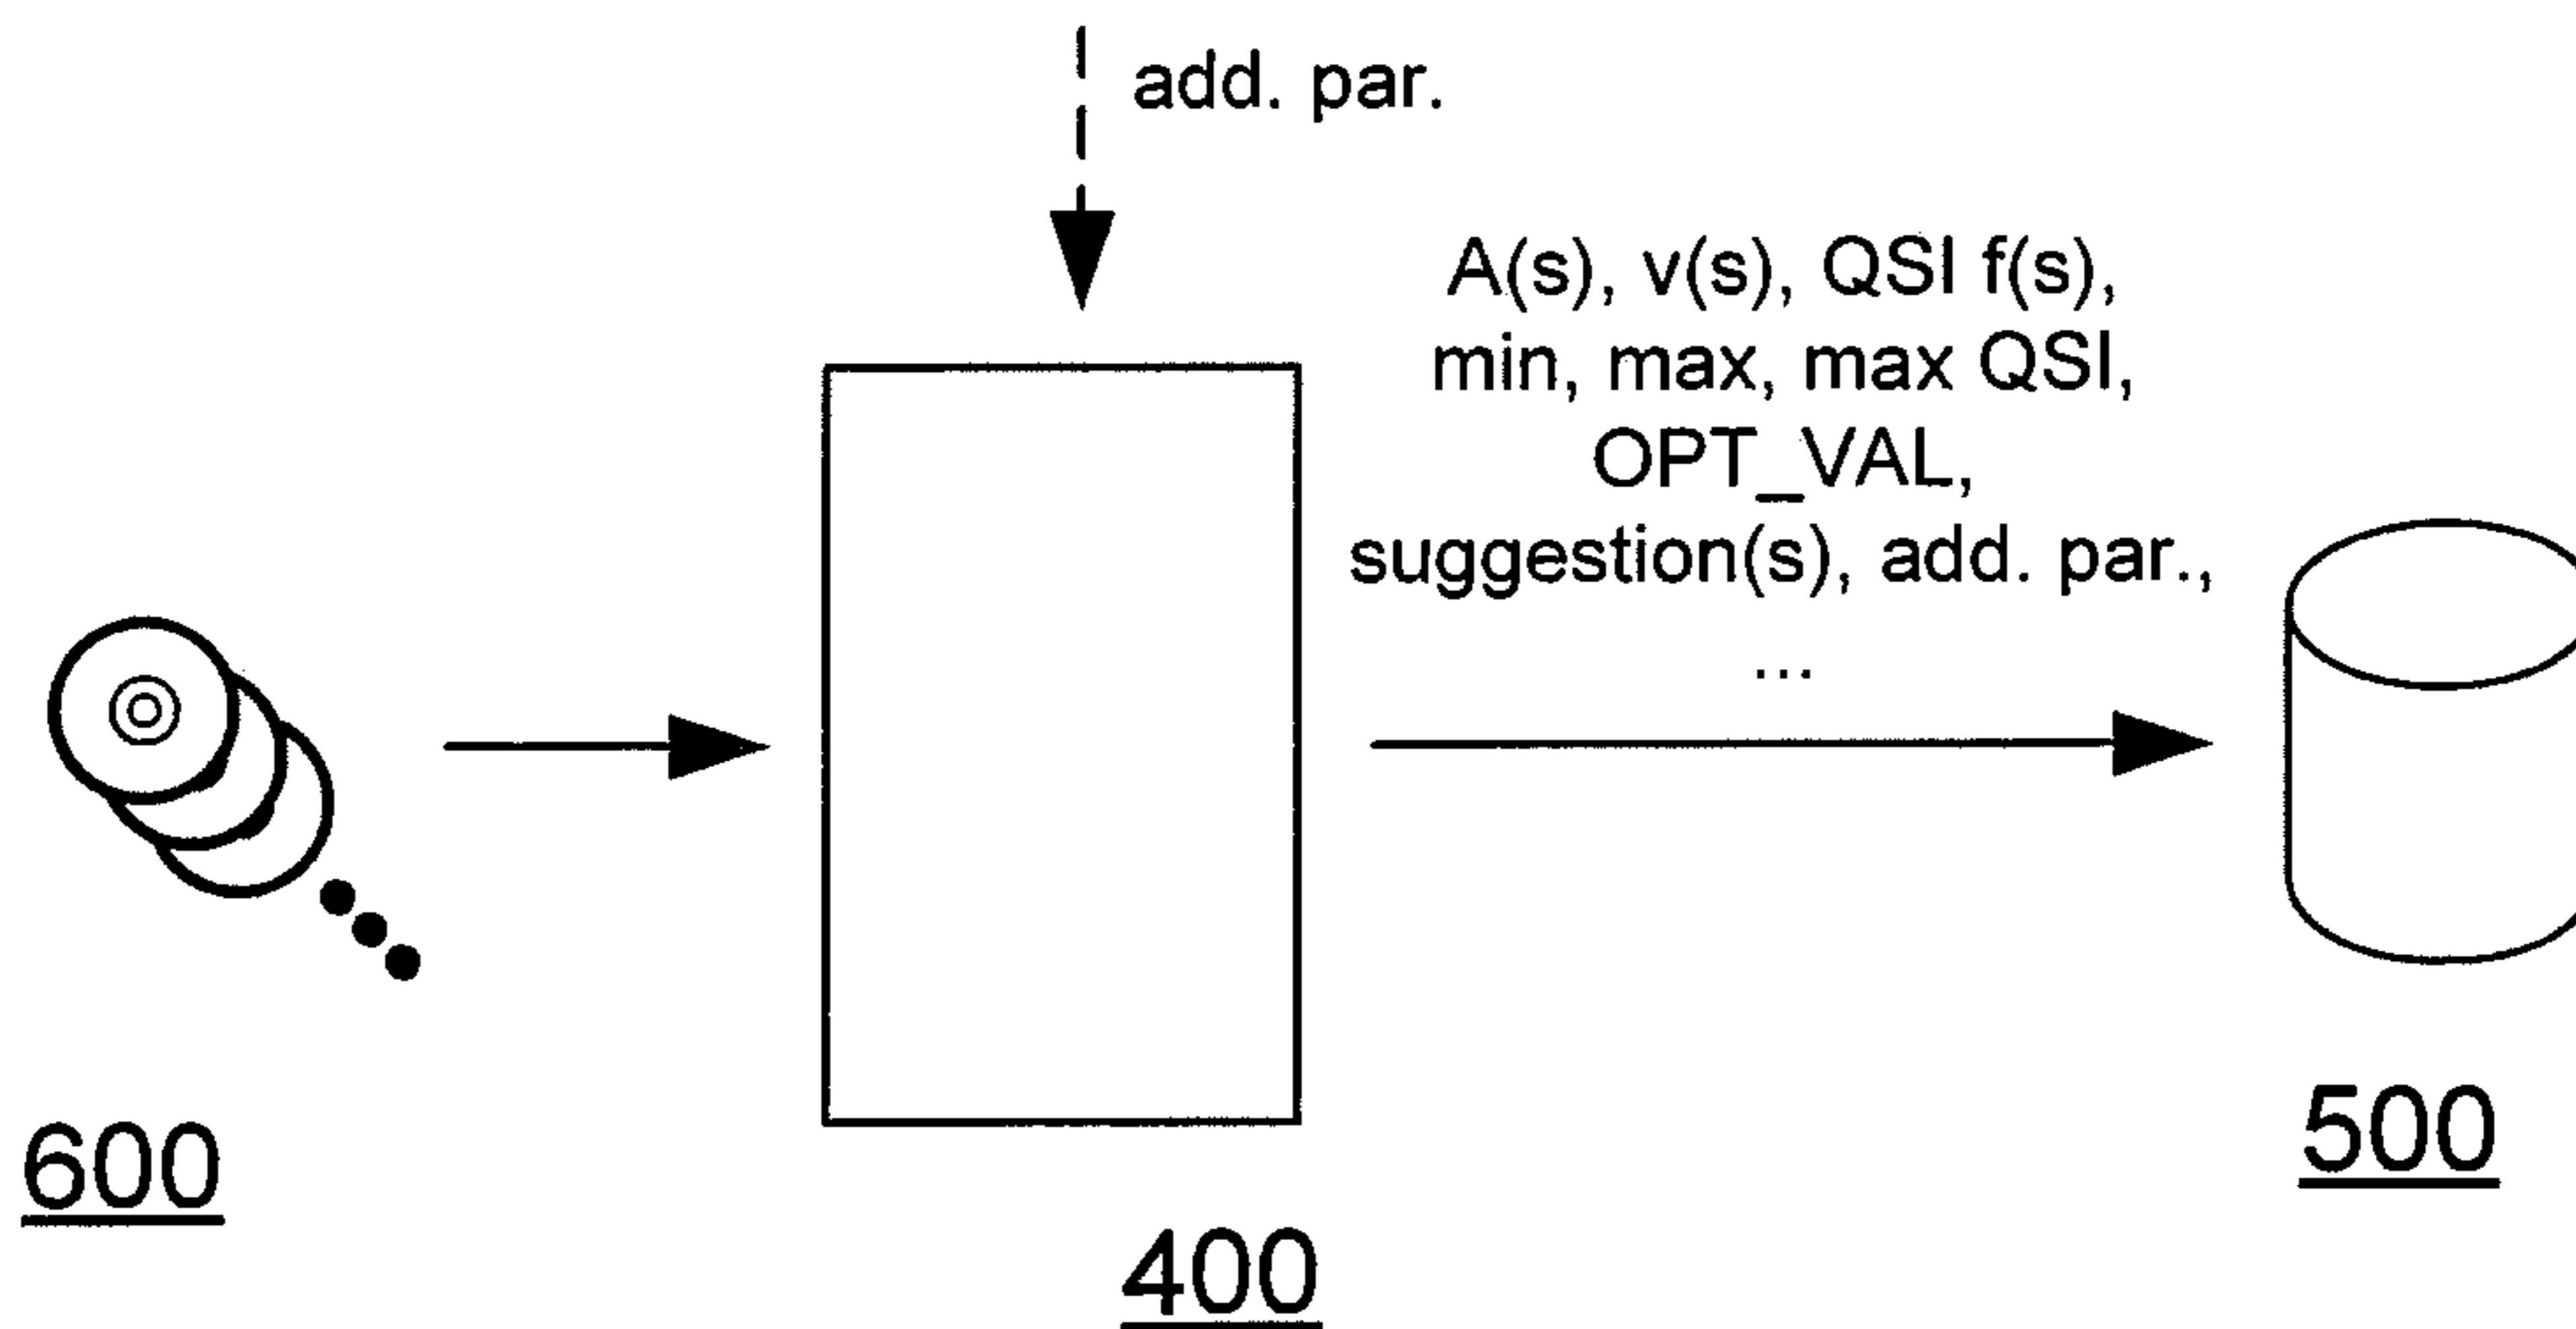 add. par.
A(s), v(s), QSI f(s),
min, max, max QSI,
OPT_VAL,
suggestion(s), add. par.,
...
600
400
500